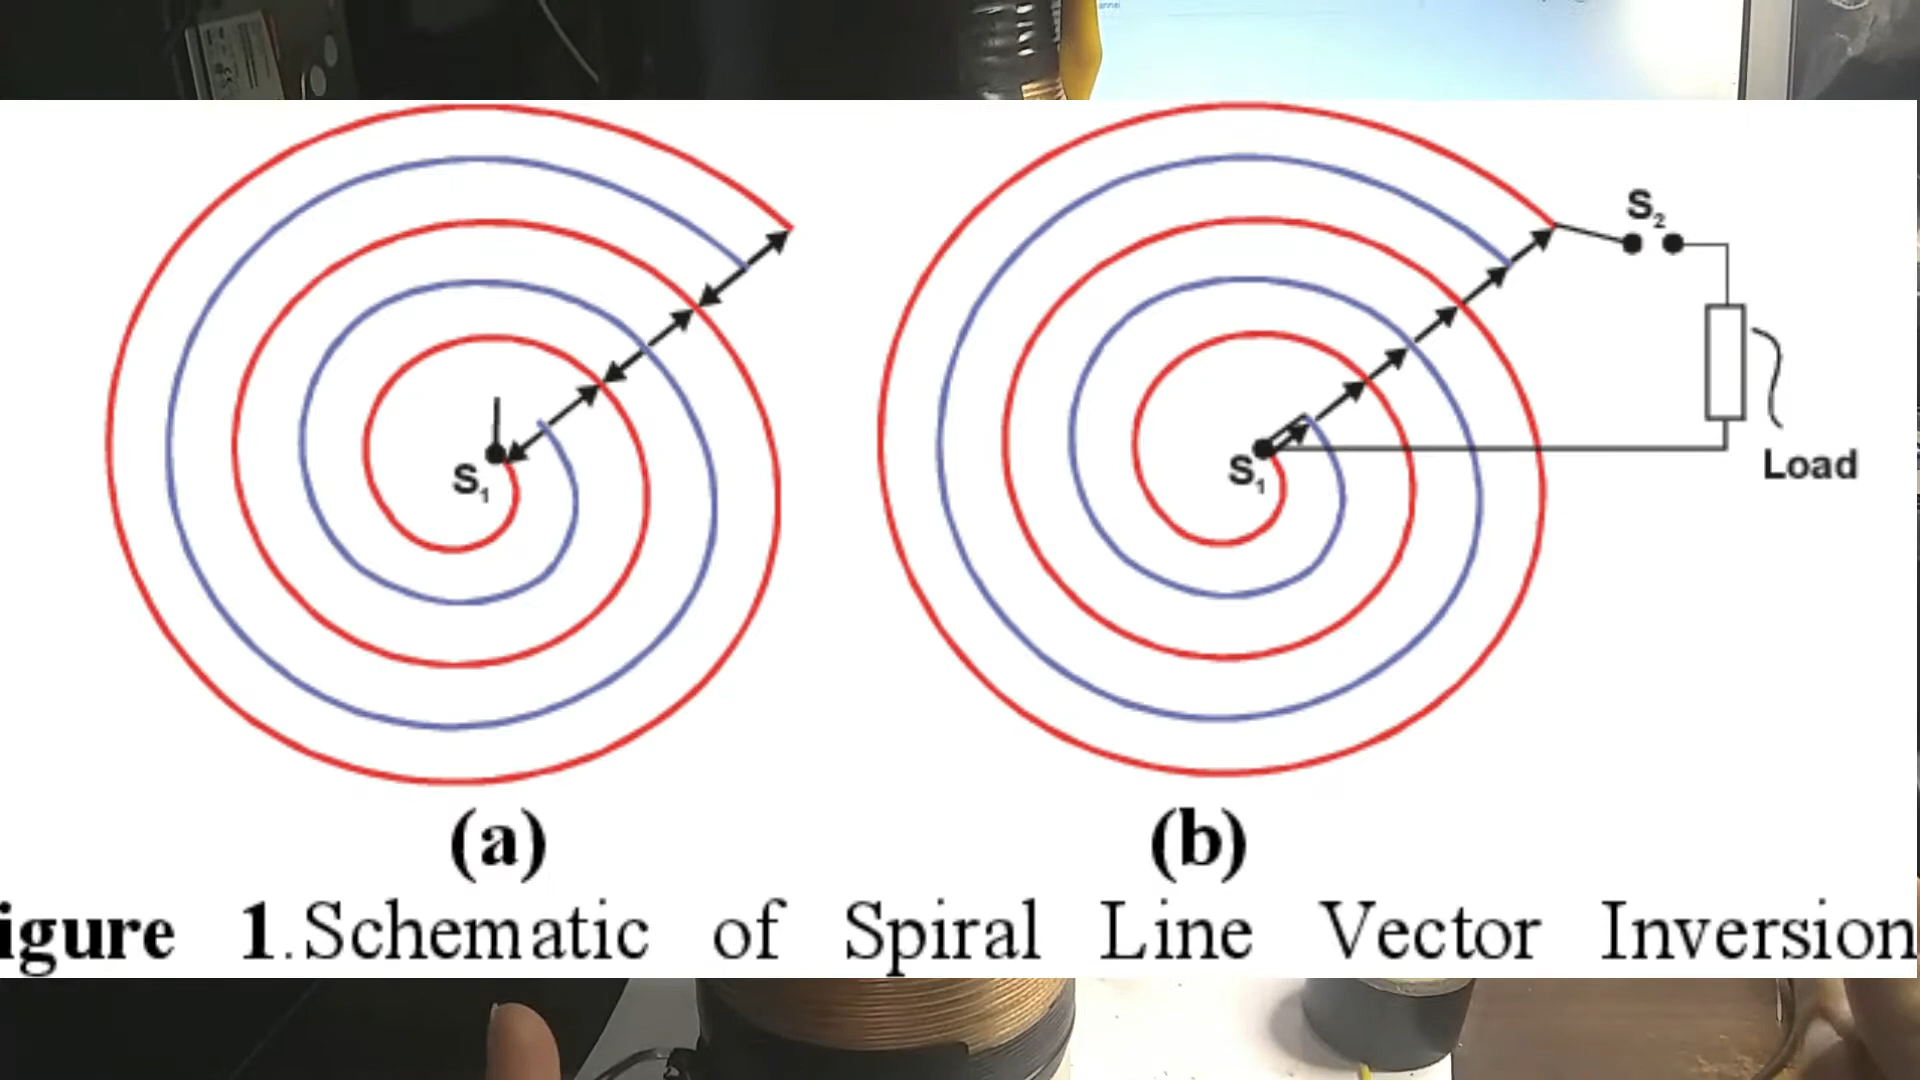 S₂
S₁
S₁
Load
(a)
(b)
igure 1.Schematic of Spiral Line Vector Inversion